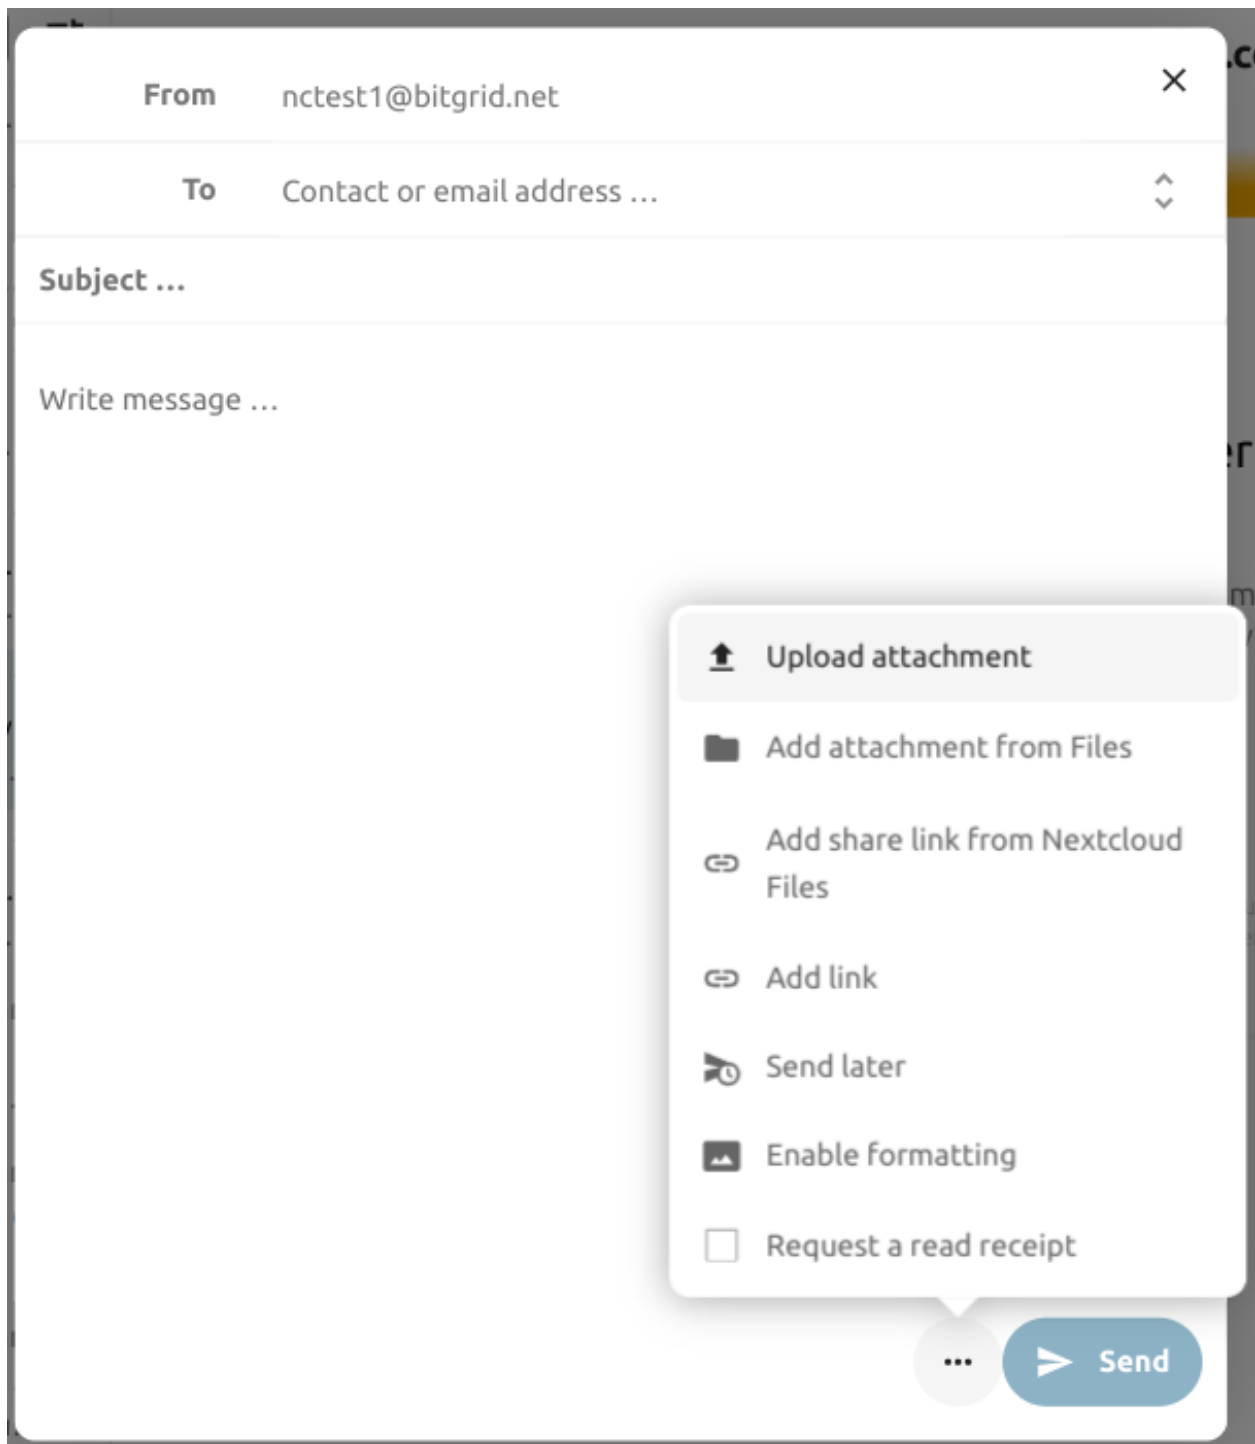 From nctest1@bitgrid.net
To Contact or email address …
Subject …
Write message …
Upload attachment
Add attachment from Files
Add share link from Nextcloud
Files
Add link
Send later
Enable formatting
Request a read receipt
Send